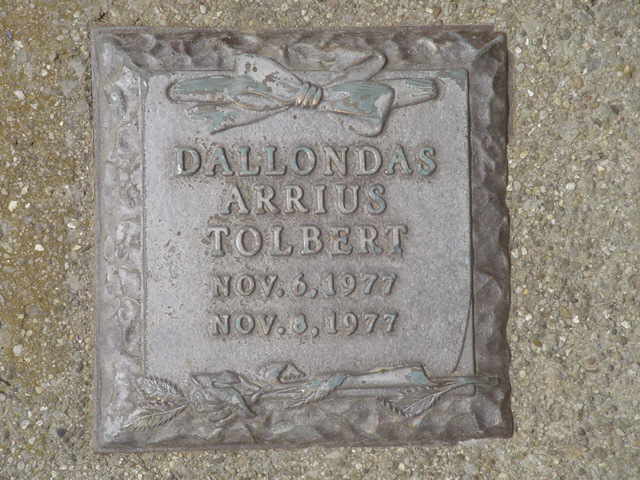 DALLONDAS
ARRIUS
TOLBERT
NOV. 6, 1977
NOV. 8, 1977